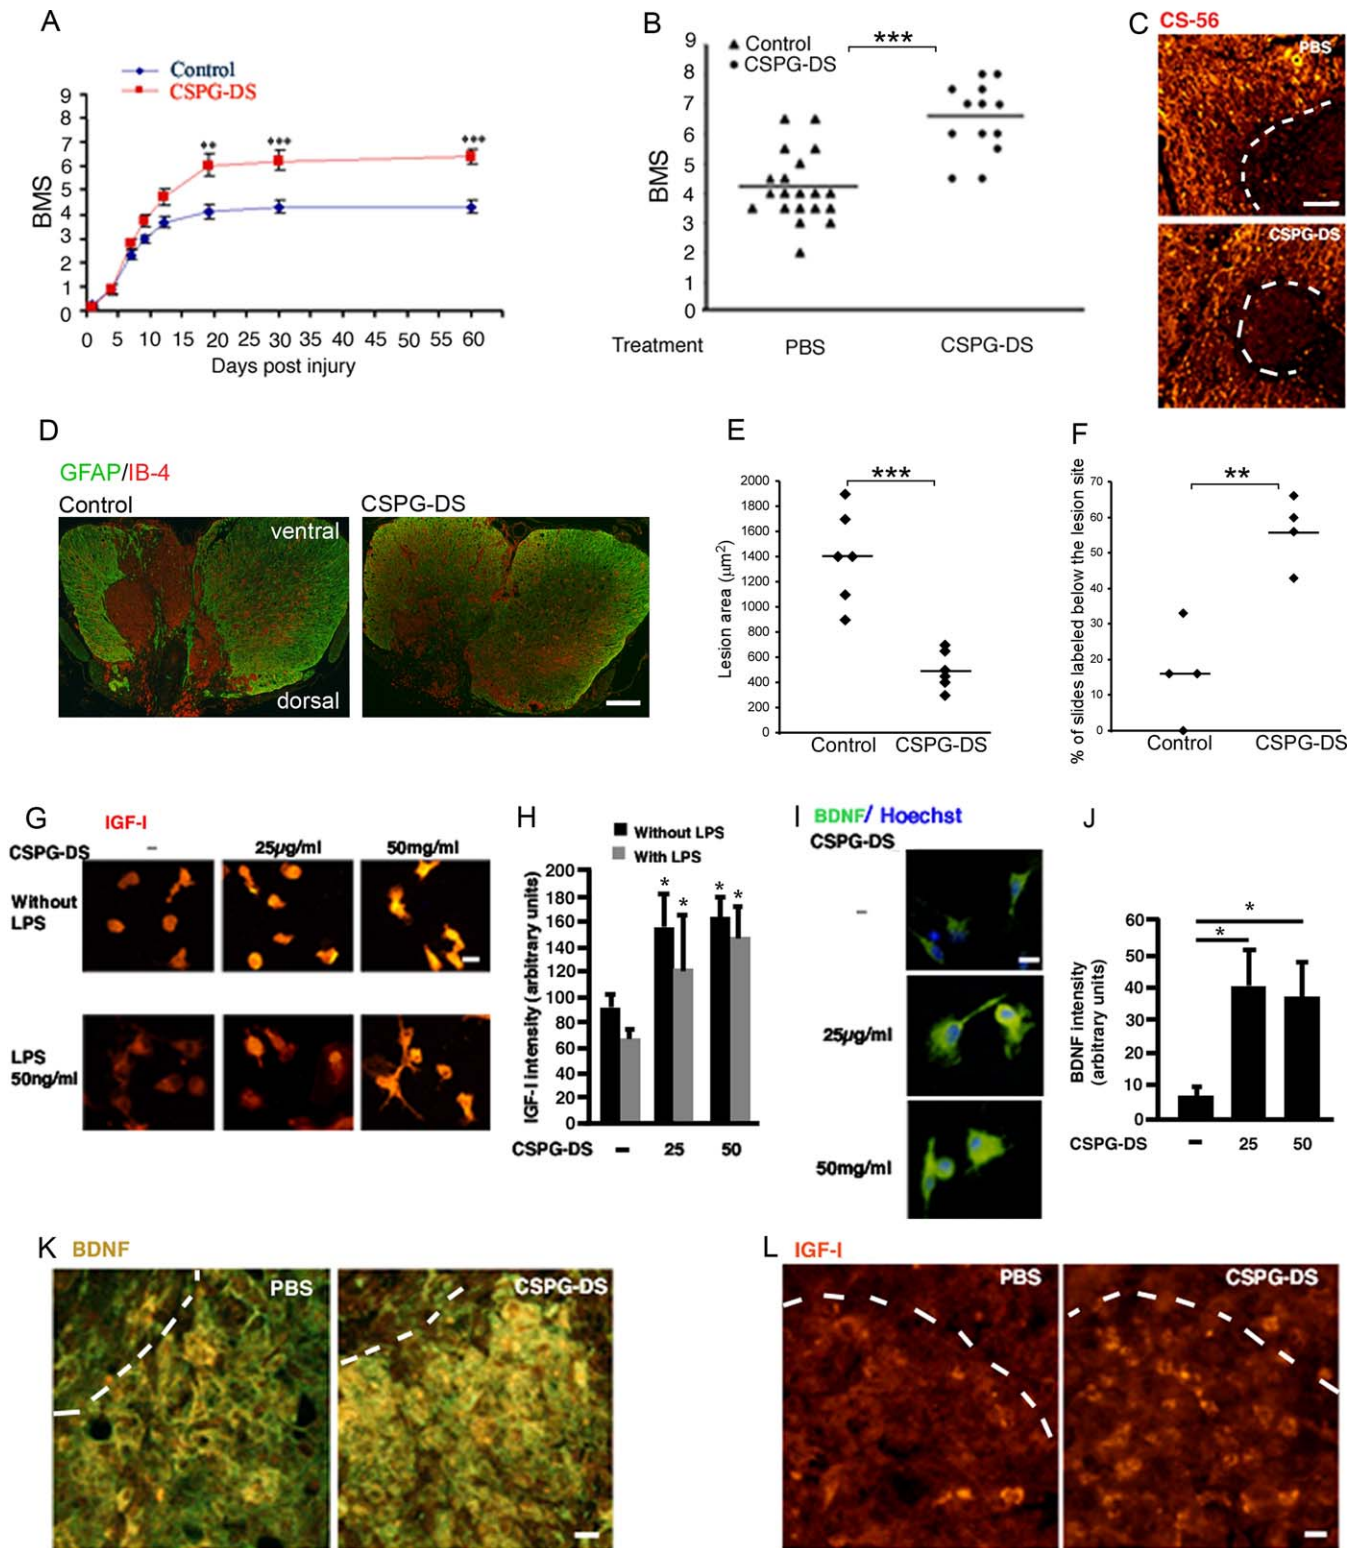 A
Control
CSPG-DS
9
8
7
6
5
4
3
2
1
0
BMS
** *** ***
0 5 10 15 20 25 30 35 40 45 50 55 60
Days post injury
B
Control
CSPG-DS
***
9
8
7
6
5
4
3
2
1
0
BMS
Treatment PBS CSPG-DS
C CS-56
PBS
CSPG-DS
D
GFAP/IB-4
Control CSPG-DS
ventral
dorsal
E
***
2000
1800
1600
1400
1200
1000
800
600
400
200
0
Lesion area (μm²)
Control CSPG-DS
F
**
70
60
50
40
30
20
10
0
% of slides labeled below the lesion site
Control CSPG-DS
G IGF-I
CSPG-DS – 25μg/ml 50mg/ml
Without
LPS
LPS
50ng/ml
H
Without LPS
With LPS
200
180
160
140
120
100
80
60
40
20
0
IGF-I intensity (arbitrary units)
* * * *
CSPG-DS – 25 50
I BDNF/ Hoechst
CSPG-DS
–
25μg/ml
50mg/ml
J
*
*
60
50
40
30
20
10
0
BDNF intensity
(arbitrary units)
CSPG-DS – 25 50
K BDNF
PBS CSPG-DS
L IGF-I
PBS CSPG-DS